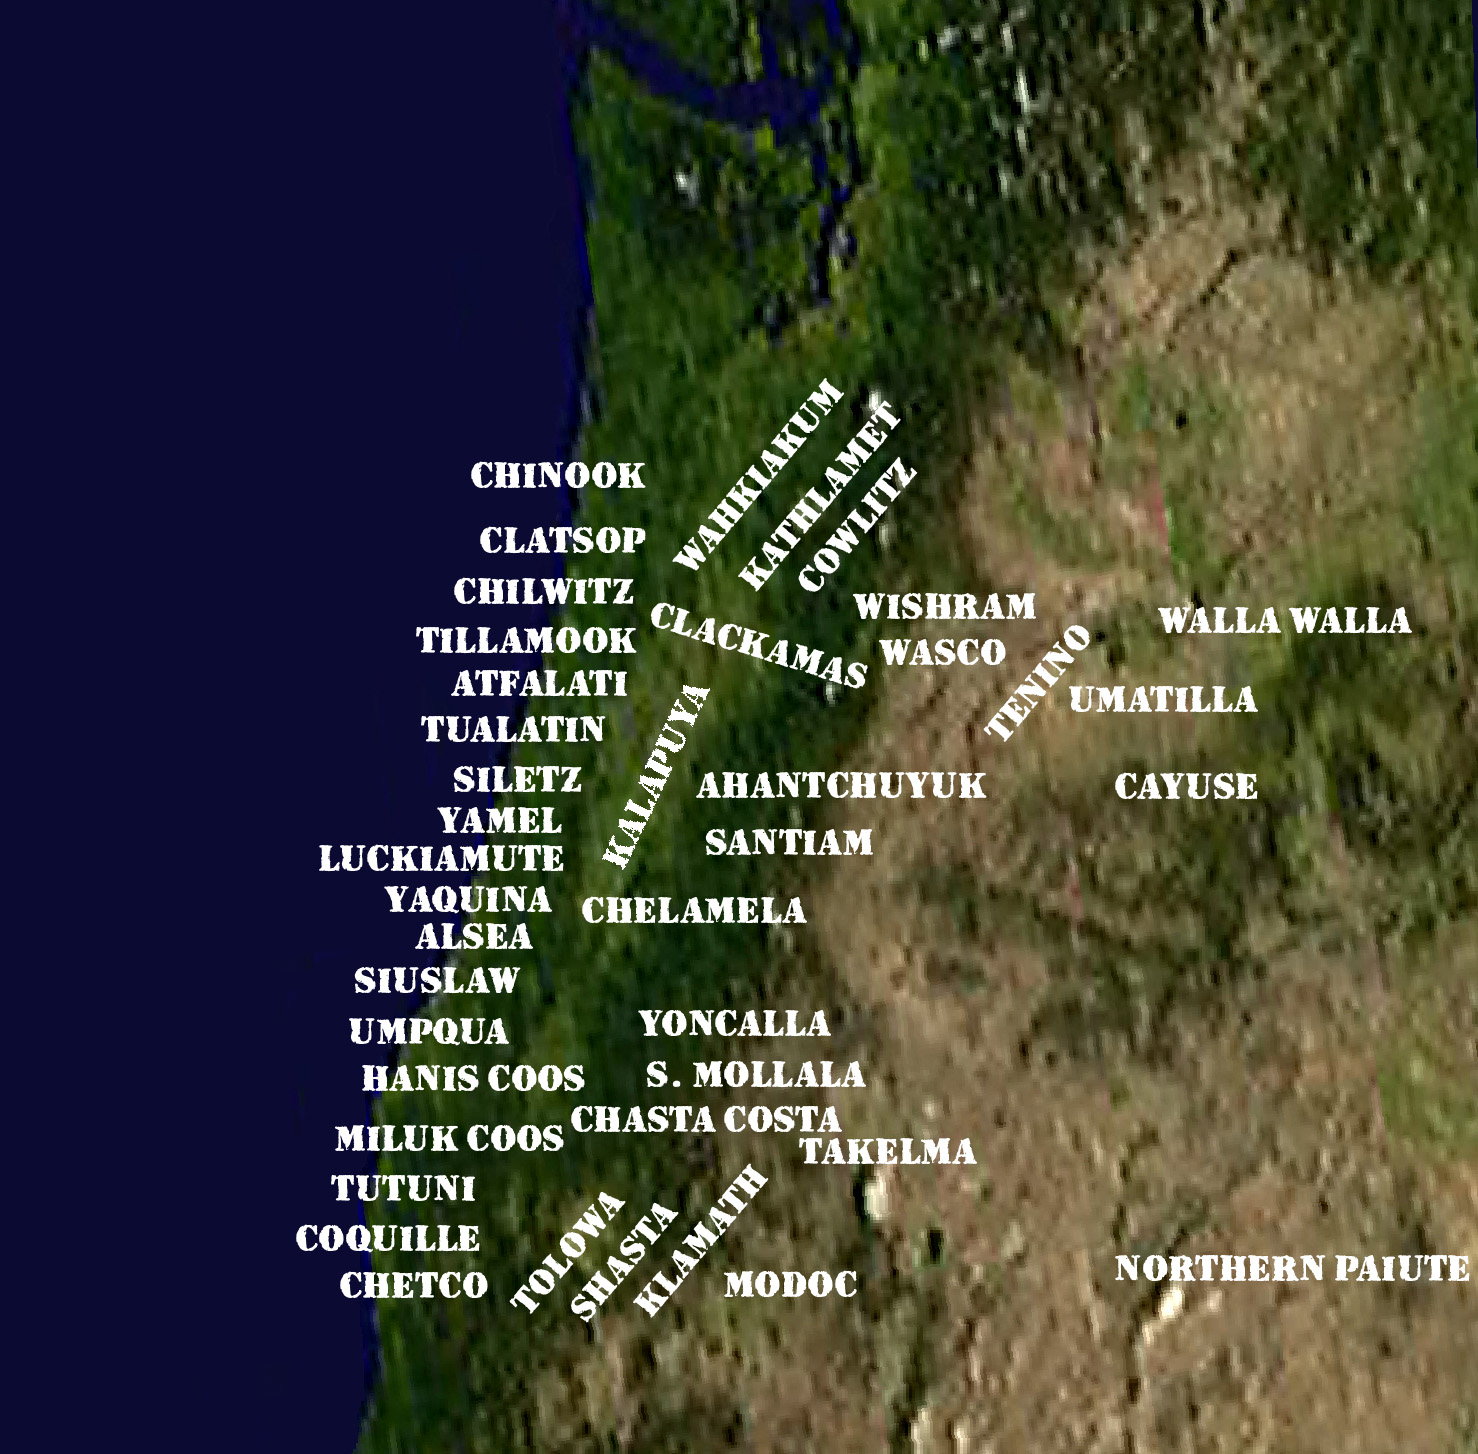 WAHKIAKUM
KATHLAMET
COWLITZ
CHINOOK
CLATSOP
CHILWITZ
CLACKAMAS
WISHRAM
WALLA WALLA
TILLAMOOK
WASCO
TENINO
ATFALATI
UMATILLA
TUALATIN
KALAPUYA
SILETZ
AHANTCHUYUK
CAYUSE
YAMEL
SANTIAM
LUCKIAMUTE
YAQUINA
CHELAMELA
ALSEA
SIUSLAW
UMPQUA
YONCALLA
HANIS COOS
S. MOLLALA
CHASTA COSTA
MILUK COOS
TAKELMA
TUTUNI
COQUILLE
TOLOWA
SHASTA
KLAMATH
CHETCO
MODOC
NORTHERN PAIUTE